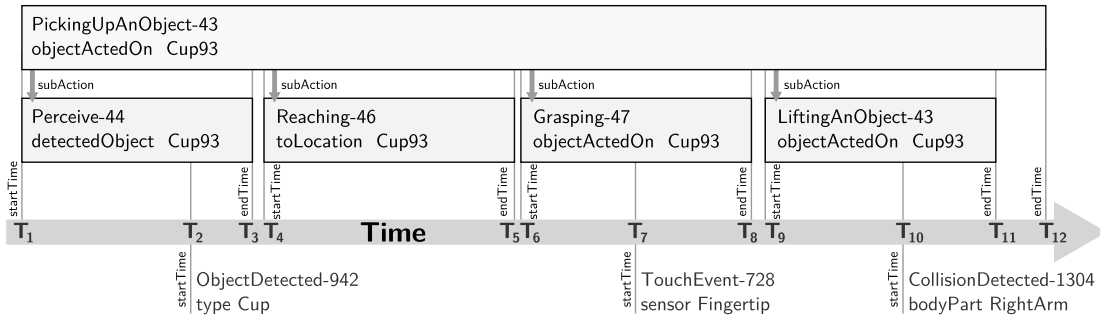 PickingUpAnObject-43
objectActedOn Cup93
subAction
subAction
subAction
subAction
Perceive-44
detectedObject Cup93
Reaching-46
toLocation Cup93
Grasping-47
objectActedOn Cup93
LiftingAnObject-43
objectActedOn Cup93
startTime
endTime
startTime
endTime
startTime
endTime
startTime
endTime
endTime
T1 T2 T3 T4 Time T5 T6 T7 T8 T9 T10 T11 T12
startTime
ObjectDetected-942
type Cup
startTime
TouchEvent-728
sensor Fingertip
startTime
CollisionDetected-1304
bodyPart RightArm